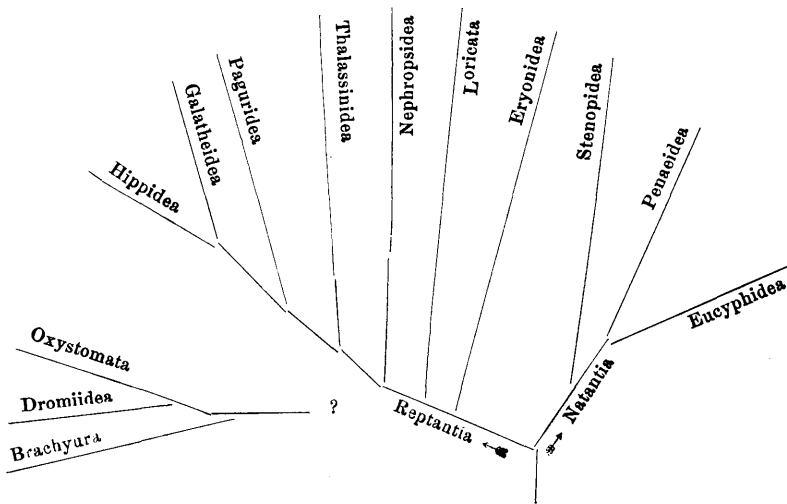 Hippidea
Galatheidea
Paguridea
Thalassinidea
Nephropsidea
Loricata
Eryonidea
Stenopidea
Penaeidea
Eucyphidea
Oxystomata
Dromiidea
Brachyura
?
Reptantia
Natantia